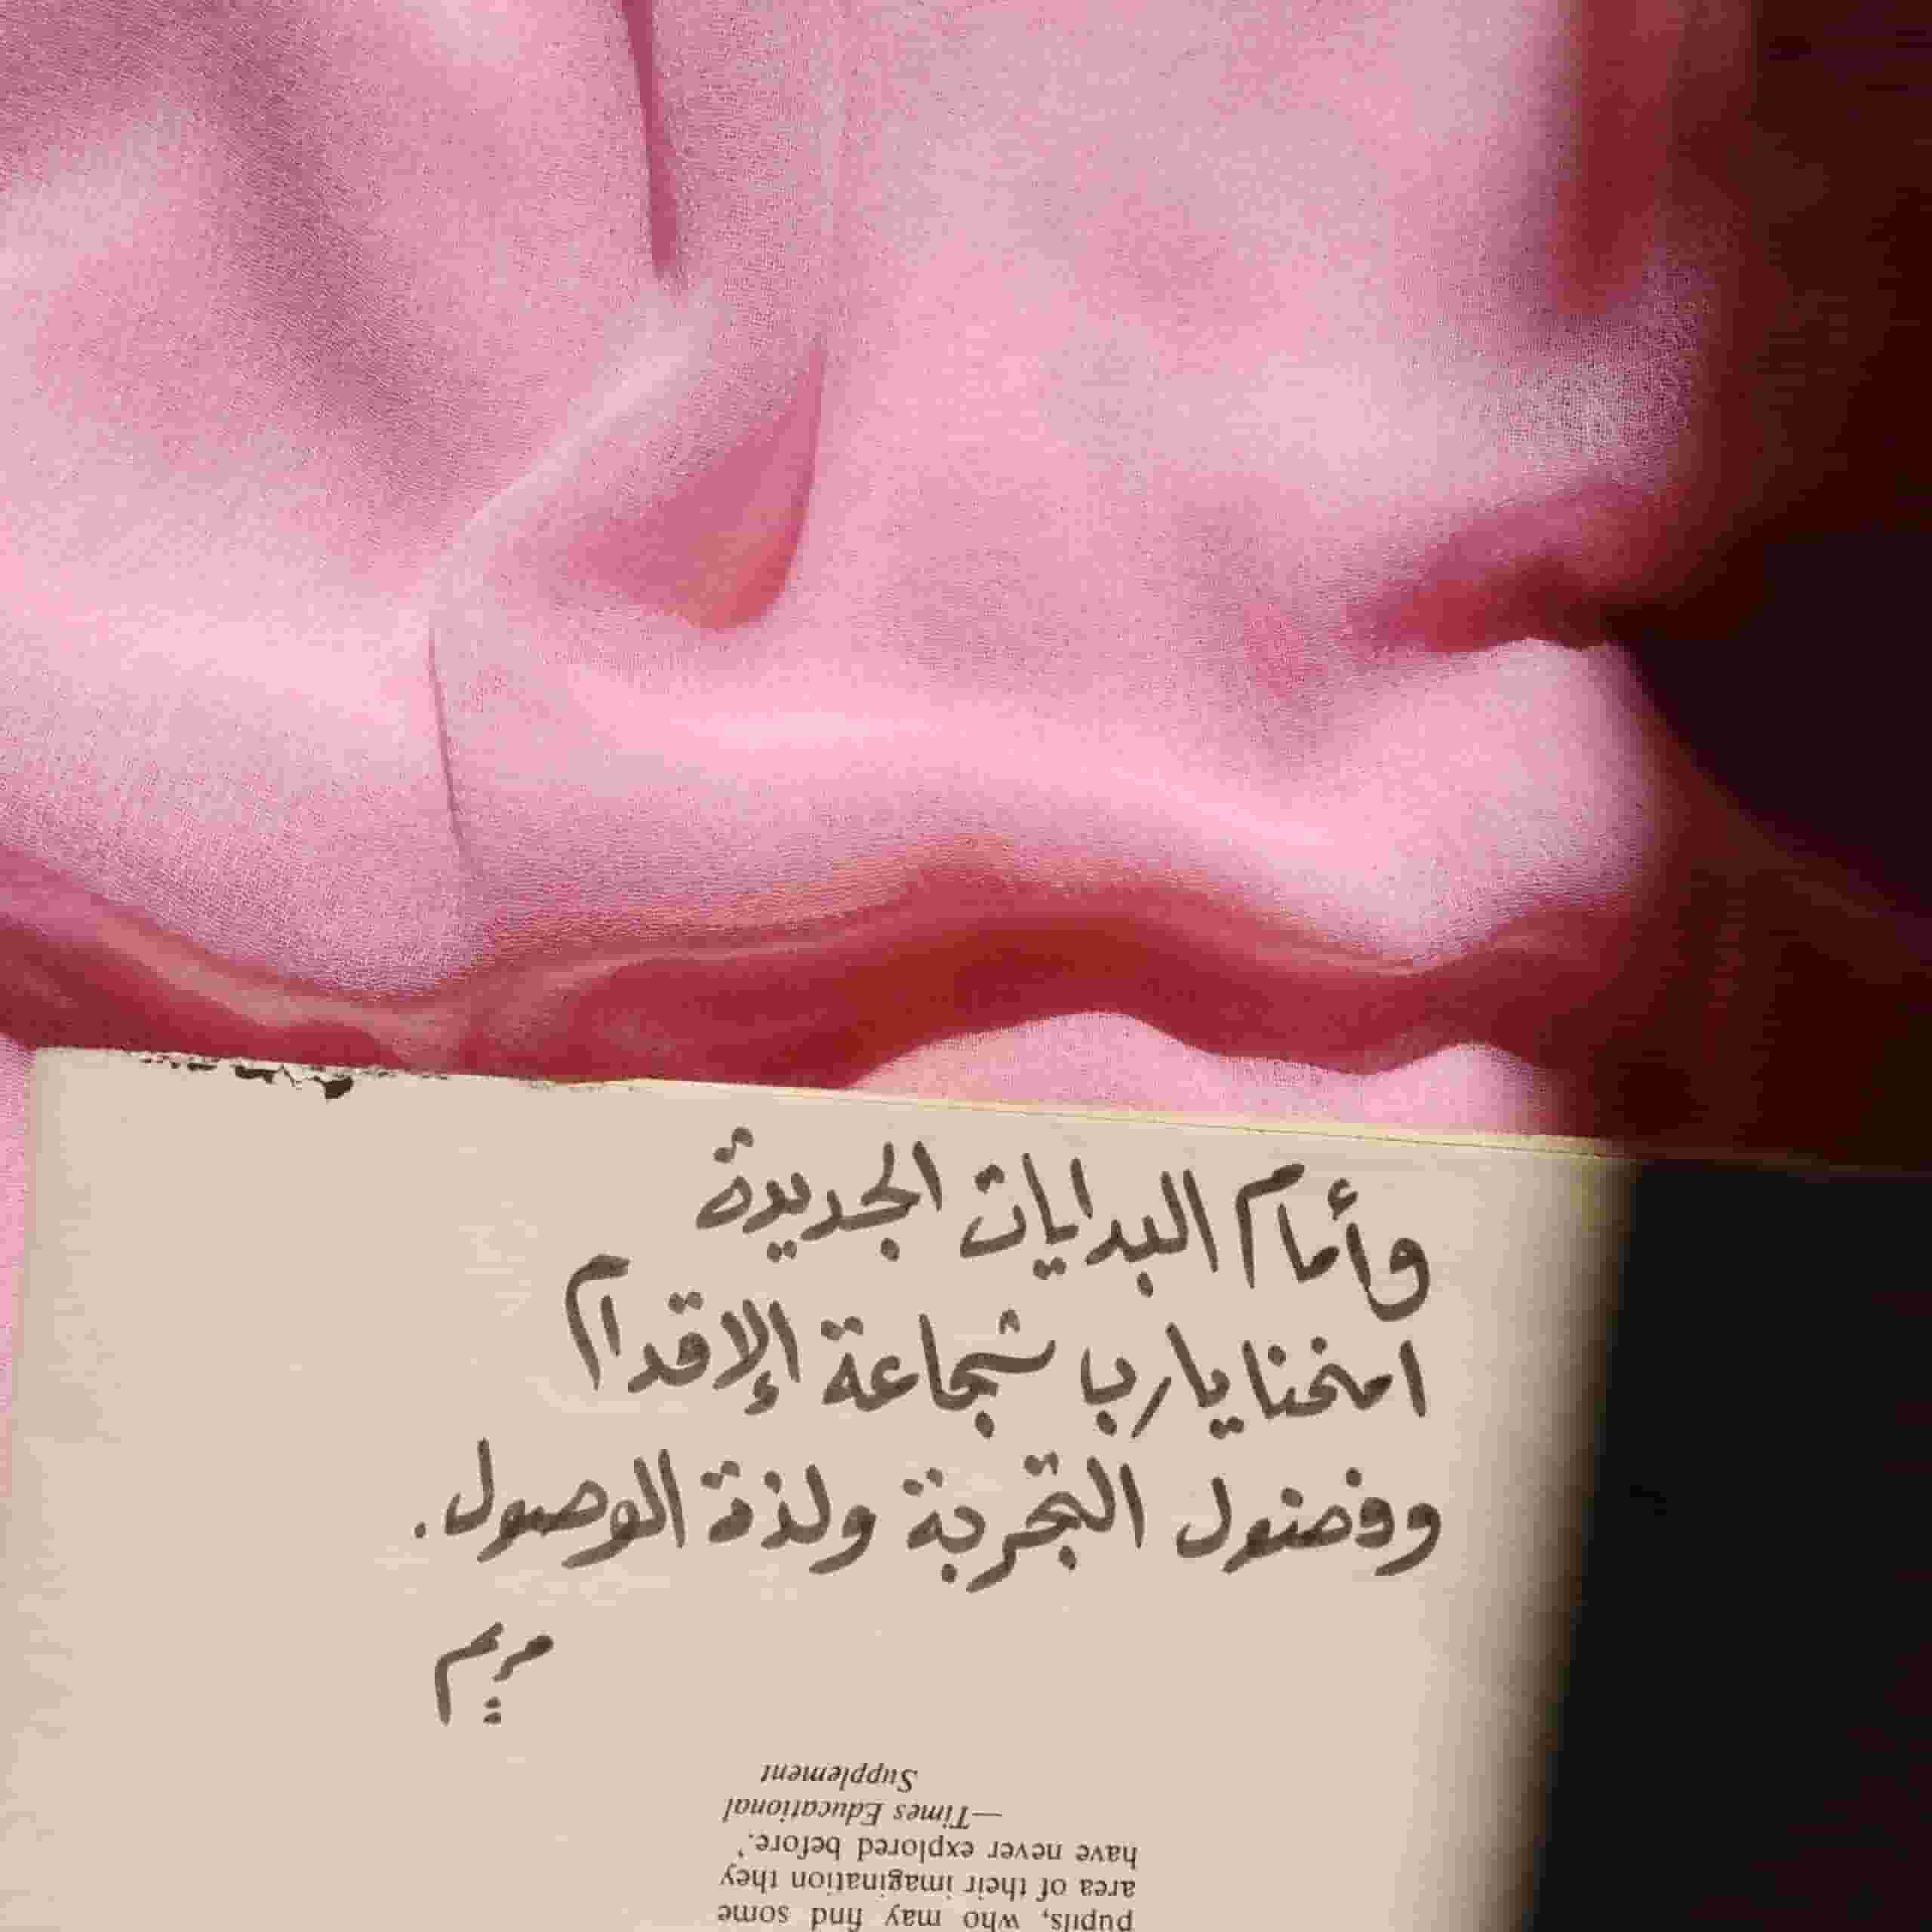 وأمام البدايات الجديدة
امنحنا يارب شجاعة الإقدام
وفضول التجربة ولذة الوصول.
مريم
pupils, who may find some
area of their imagination they
have never explored before.'
—Times Educational
Supplement